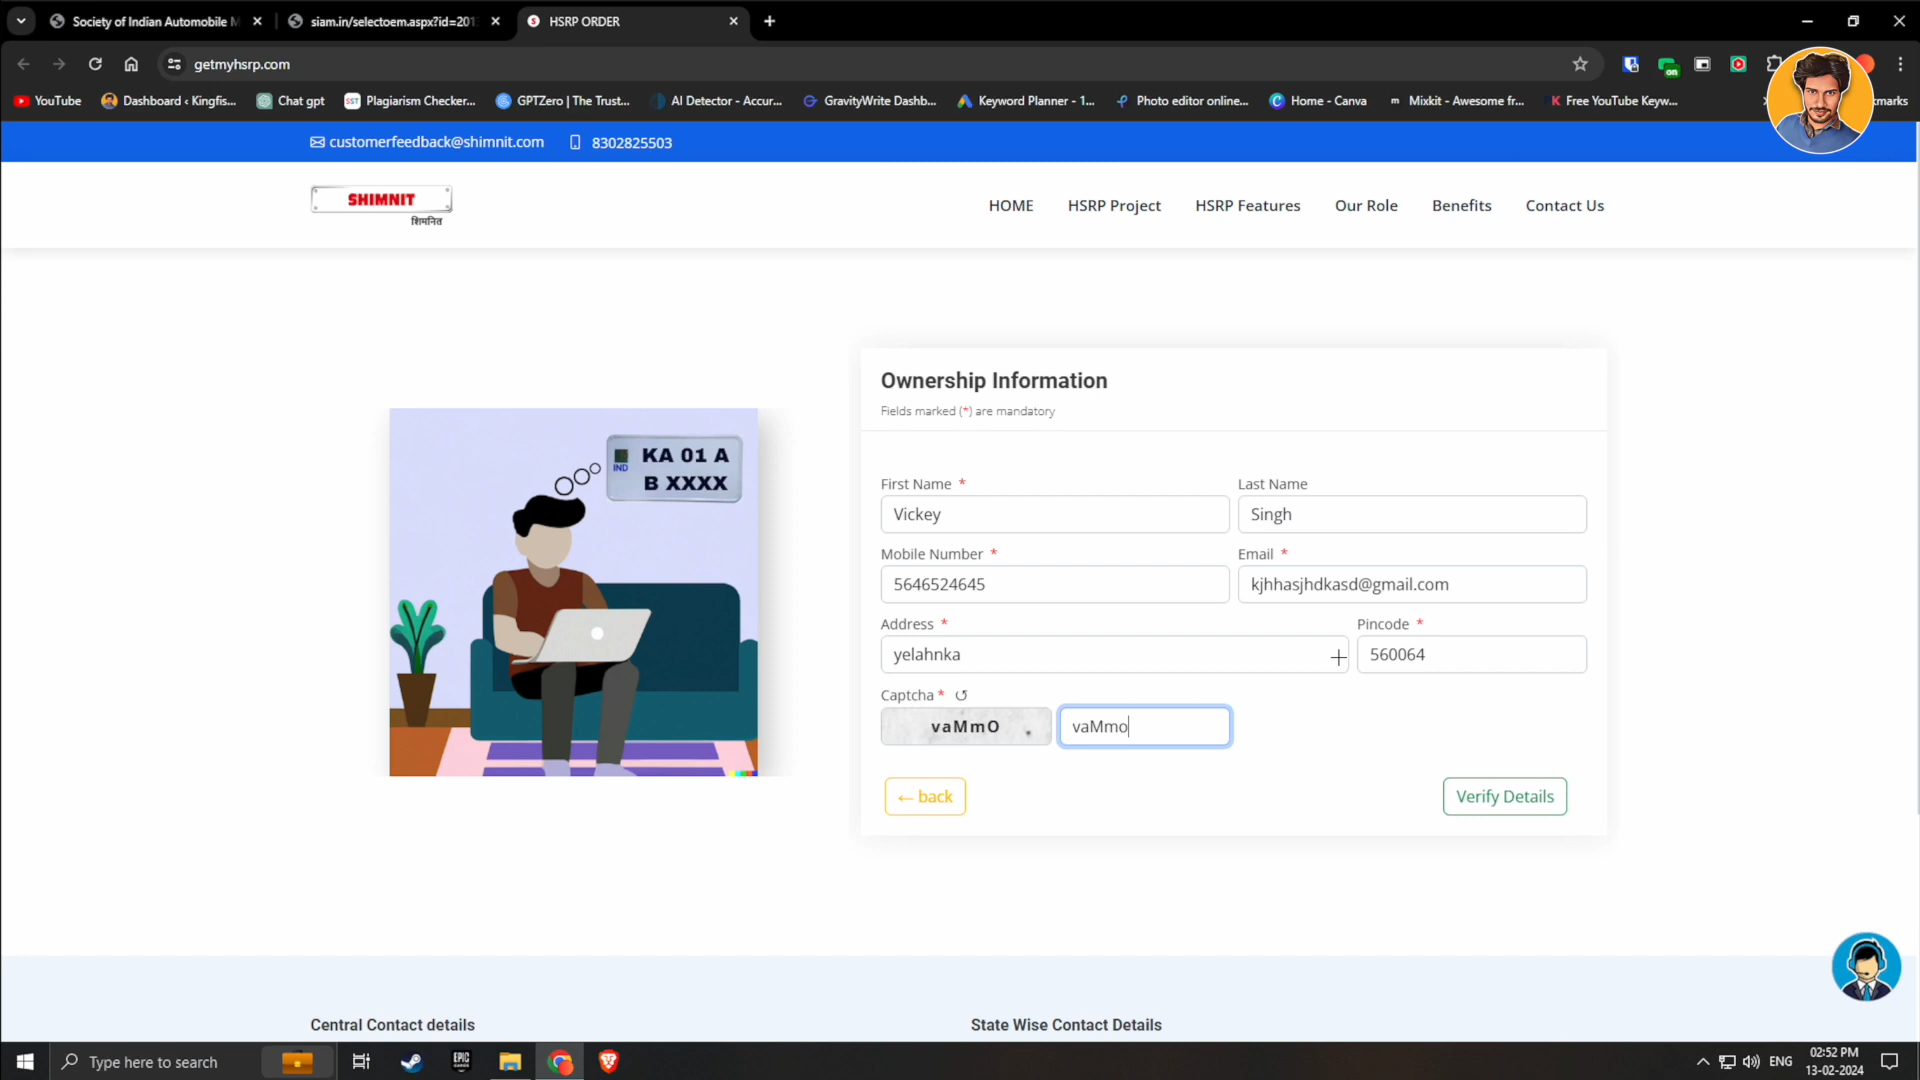 Society of Indian Automobile M
siam.in/selectoem.aspx?id=201
HSRP ORDER
getmyhsrp.com
YouTube
Dashboard ‹ Kingfis...
Chat gpt
SST
Plagiarism Checker...
GPTZero | The Trust...
AI Detector - Accur...
GravityWrite Dashb...
Keyword Planner - 1...
Photo editor online...
Home - Canva
Mixkit - Awesome fr...
Free YouTube Keyw...
on
customerfeedback@shimnit.com 8302825503
SHIMNIT
शिमनित
HOME HSRP Project HSRP Features Our Role Benefits Contact Us
Ownership Information
Fields marked (*) are mandatory
IND
KA 01 A
B XXXX
First Name * Last Name
Vickey Singh
Mobile Number * Email *
5646524645 kjhhasjhdkasd@gmail.com
Address * Pincode *
yelahnka 560064
Captcha *
vaMmO vaMmo
← back Verify Details
Central Contact details State Wise Contact Details
Type here to search
EPIC
ENG
02:52 PM
13-02-2024